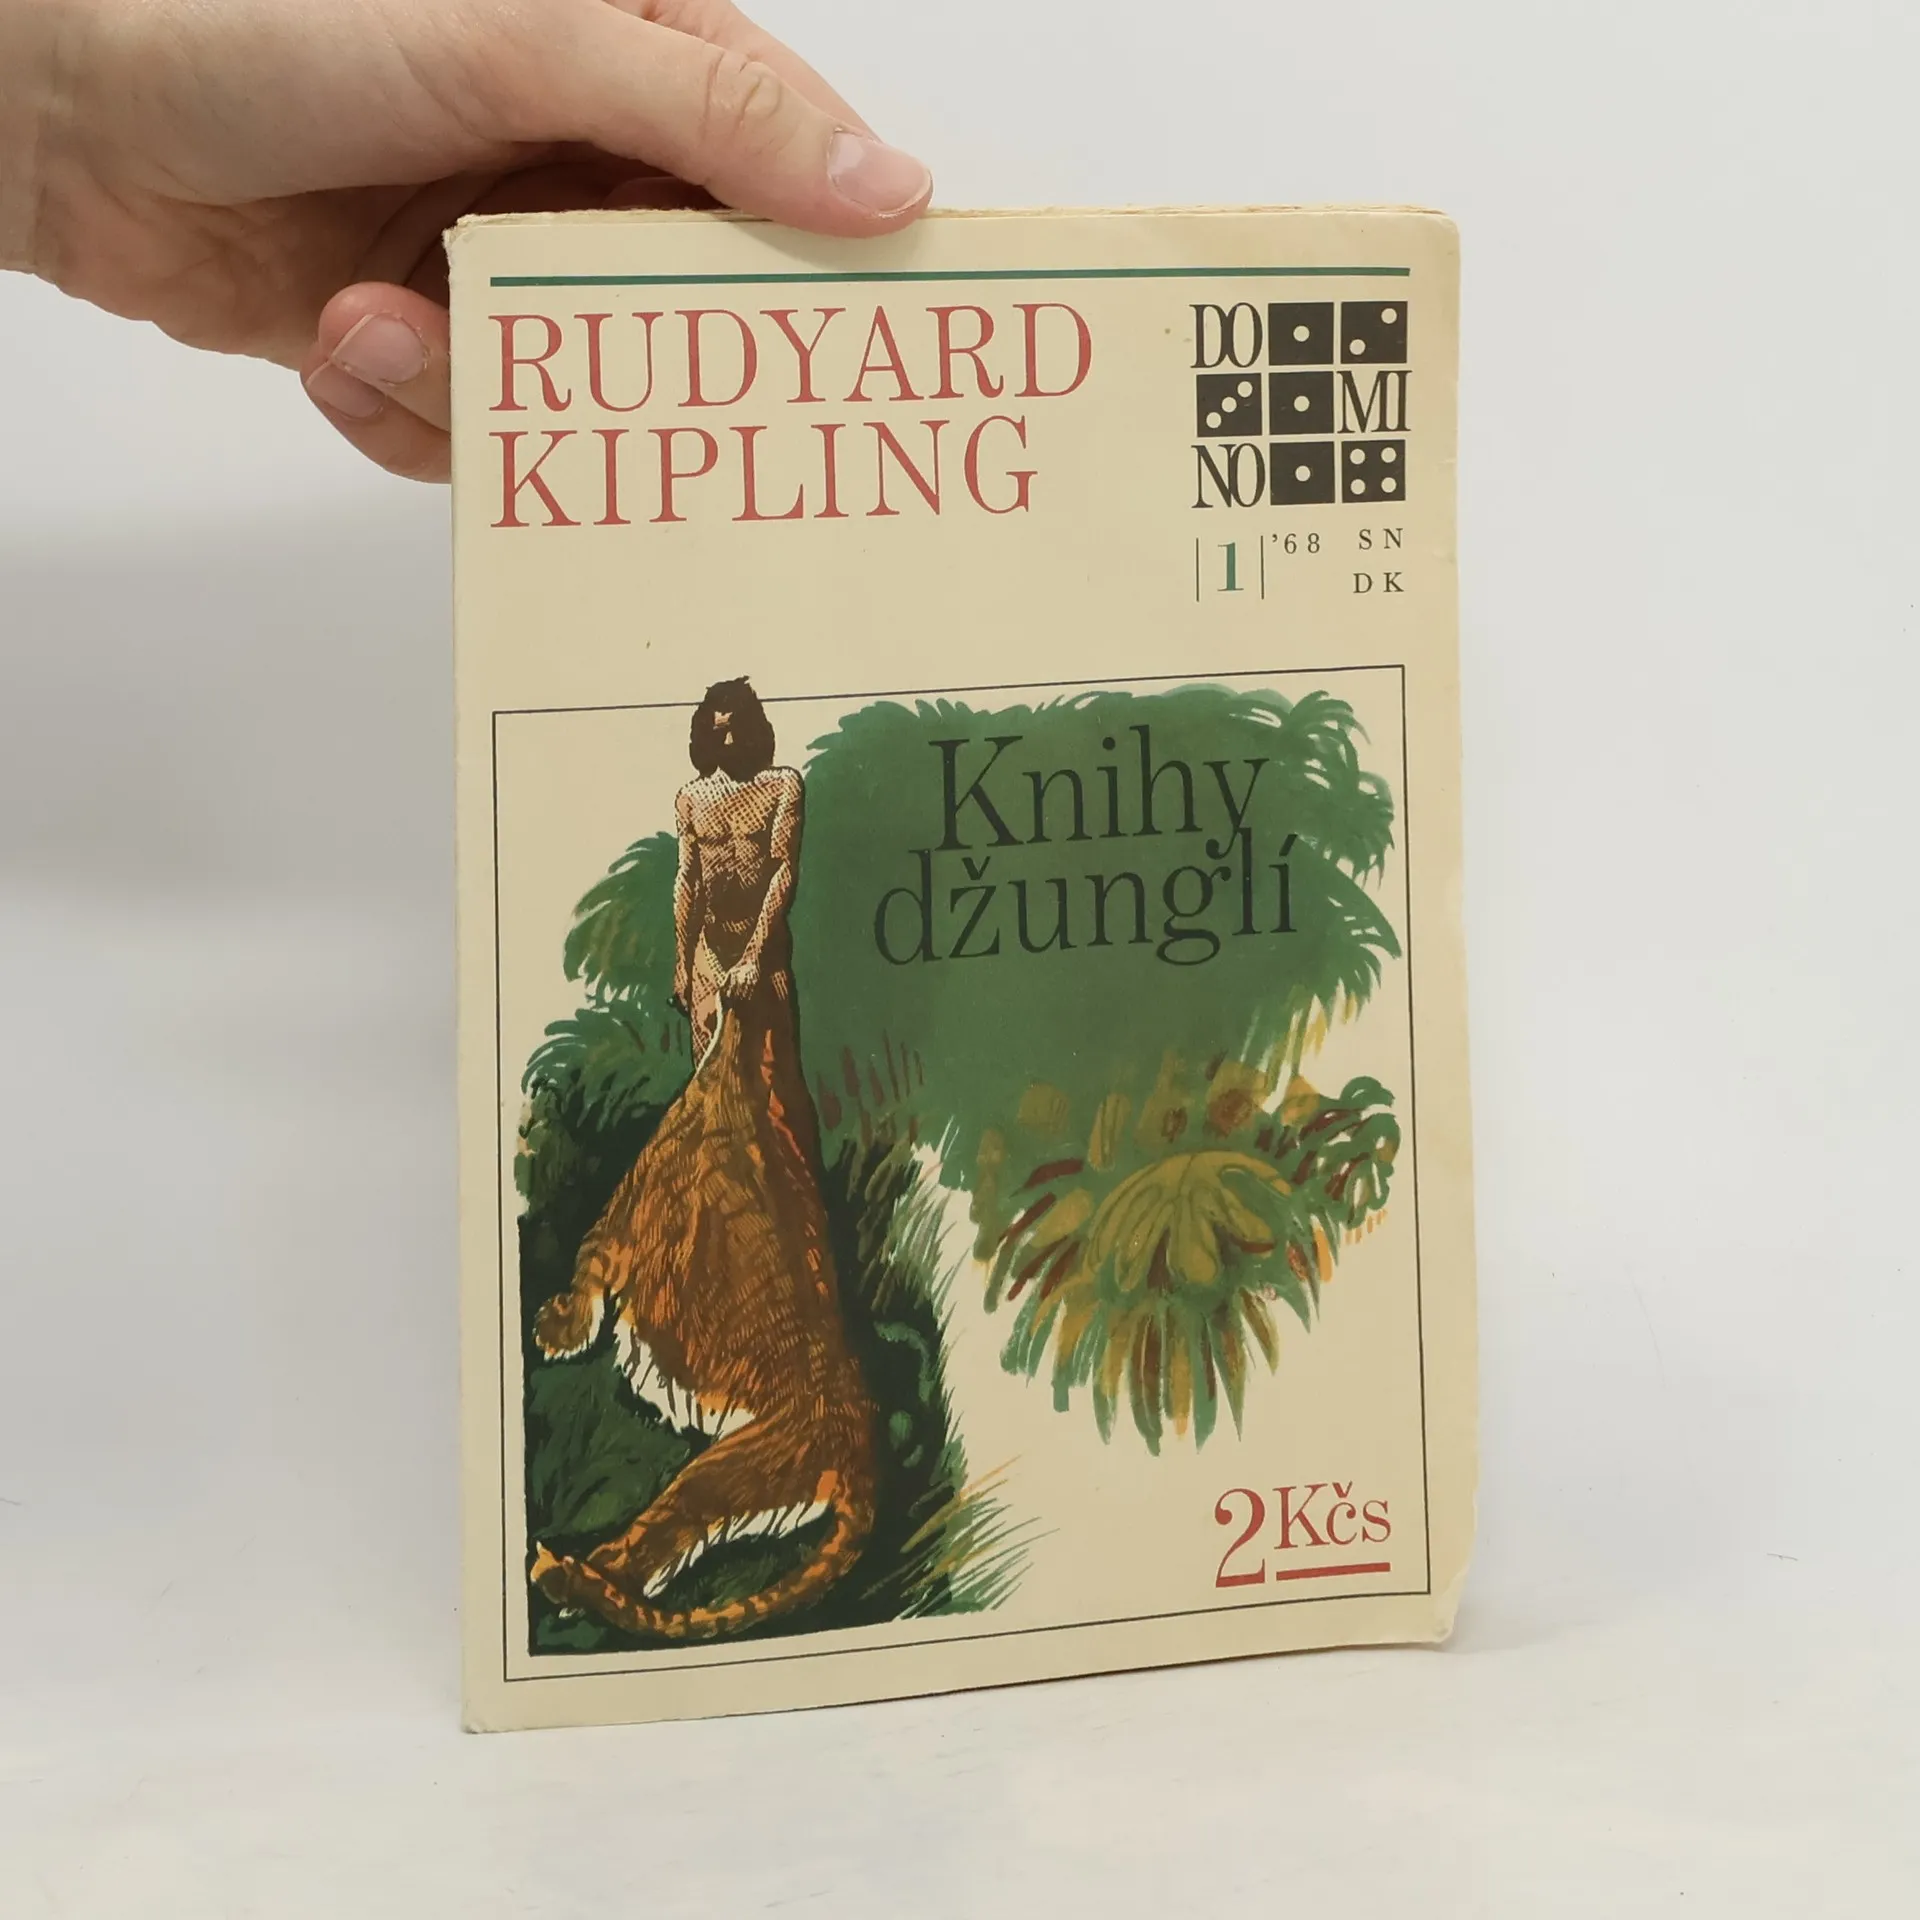 RUDYARD
KIPLING
DO
MI
NO
1 '68 SN
DK
Knihy
džunglí
2 Kčs